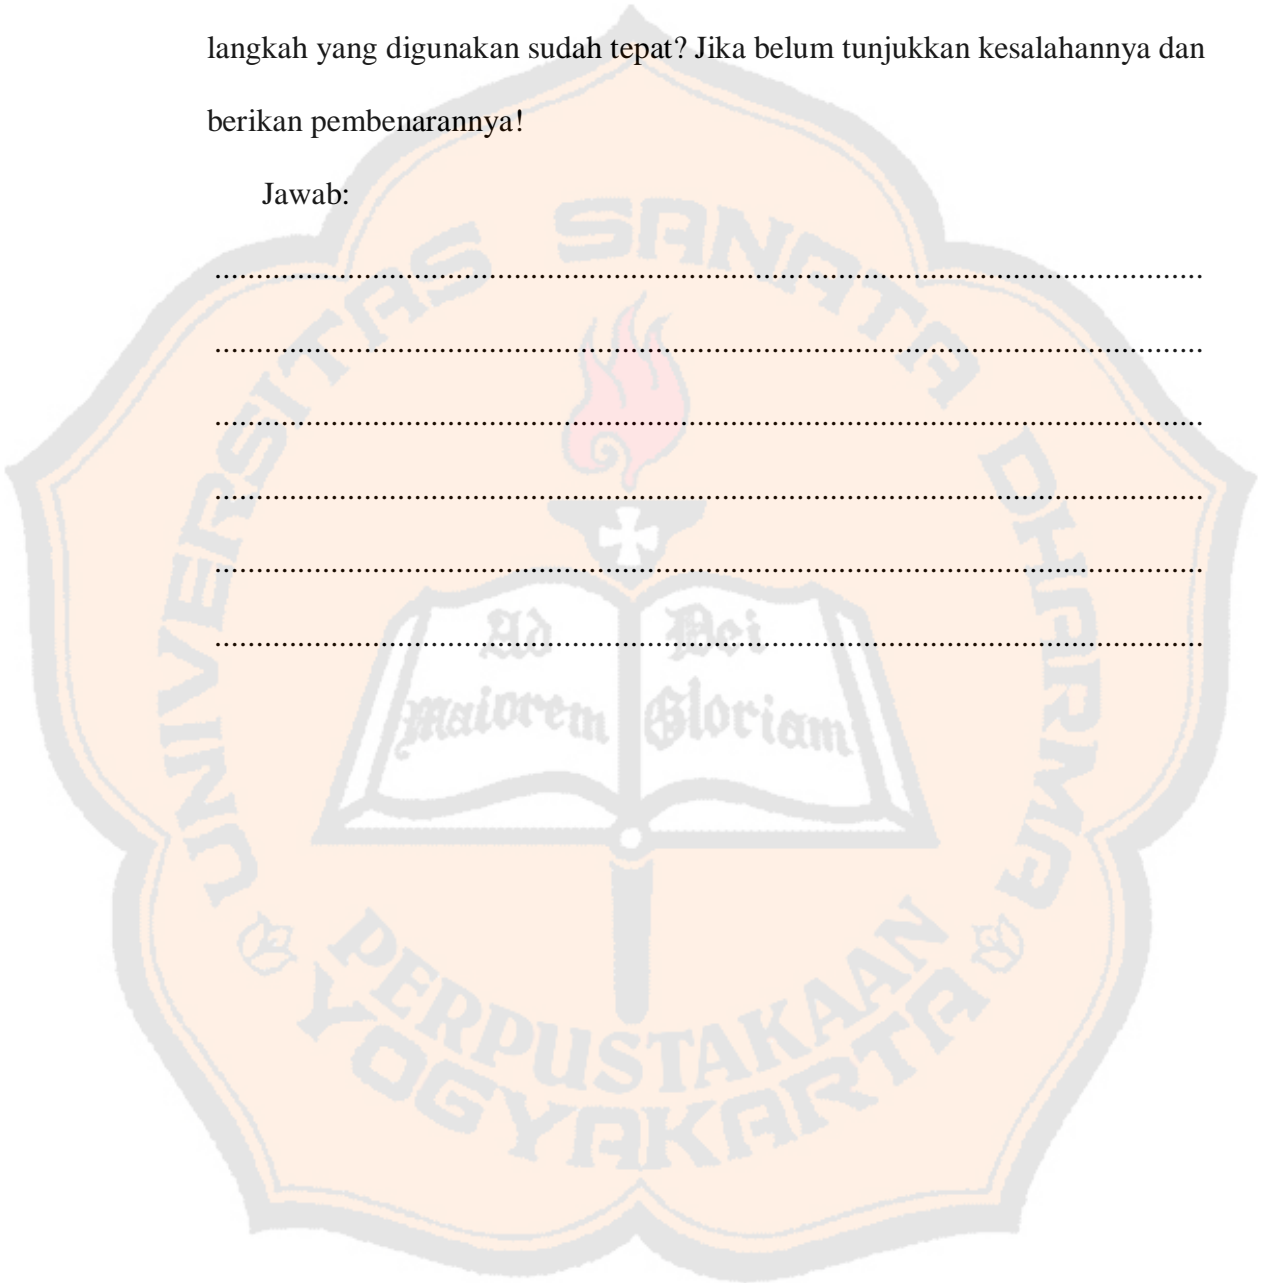 langkah yang digunakan sudah tepat? Jika belum tunjukkan kesalahannya dan
berikan pembenarannya!
Jawab:
....................................................................................................................
....................................................................................................................
....................................................................................................................
....................................................................................................................
....................................................................................................................
....................................................................................................................
UNIVERSITAS SANATA DHARMA
Ad Dei
maiorem Gloriam
PERPUSTAKAAN
YOGYAKARTA